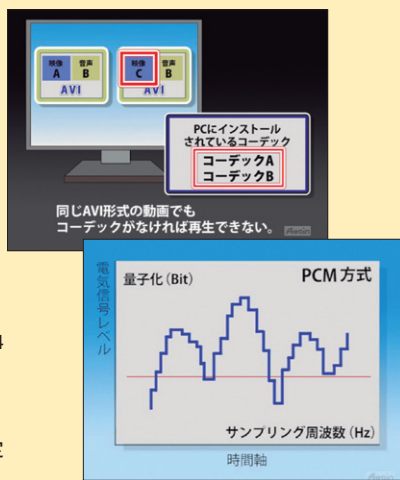 映像 音声 映像 音声
A B C B
AVI AVI
PCにインストール
されているコーデック
コーデックA
コーデックB
同じAVI形式の動画でも
コーデックがなければ再生できない。
電気信号レベル
量子化(Bit) PCM方式
サンプリング周波数(Hz)
時間軸